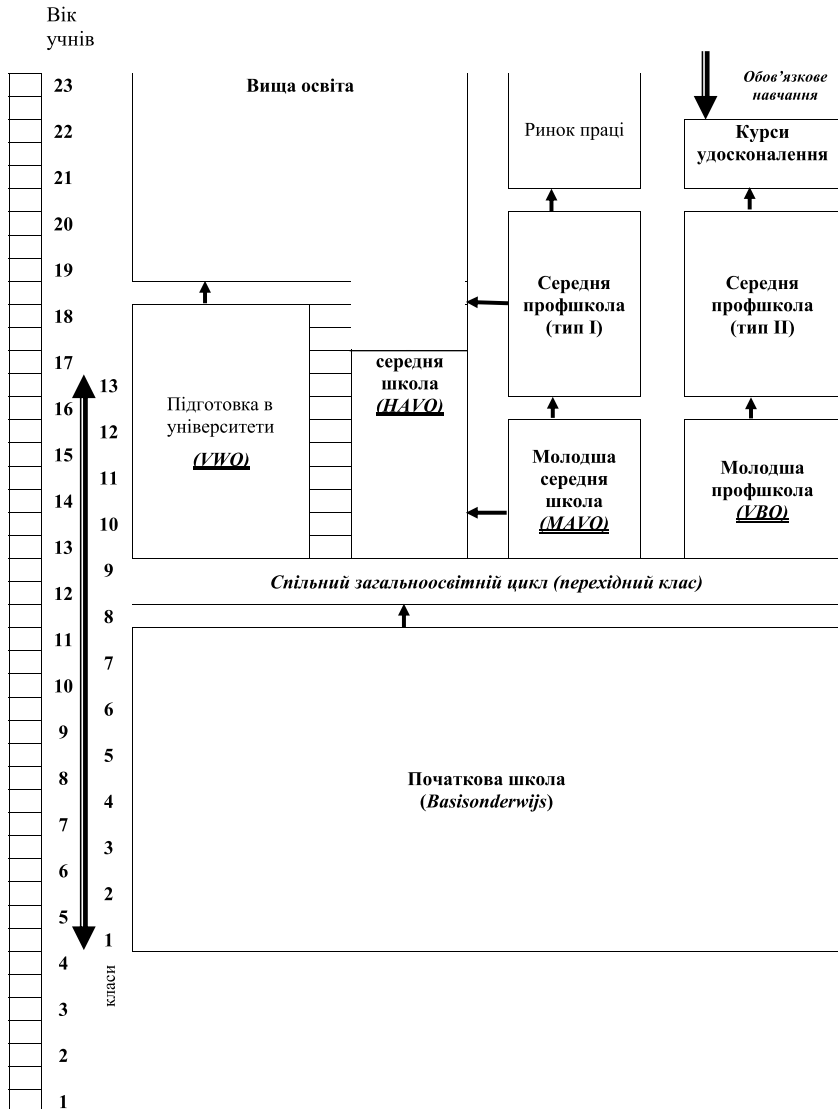 Вік
учнів
23
Вища освіта
Обов’язкове
навчання
22
Ринок праці
Курси
удосконалення
21
20
19
Середня
профшкола
(тип I)
Середня
профшкола
(тип II)
18
17
середня
школа
(HAVO)
13
16
Підготовка в
університети
(VWO)
12
15
Молодша
середня
школа
(MAVO)
Молодша
профшкола
(VBO)
11
14
10
13
9
Спільний загальноосвітній цикл (перехідний клас)
12
8
11
7
10
6
9
5
8
Початкова школа
(Basisonderwijs)
4
7
3
6
2
5
1
4
класи
3
2
1